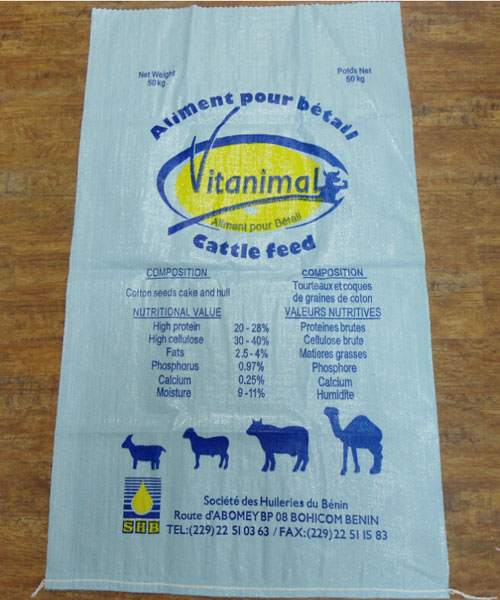 Net Weight
50 kg
Poids Net
50 kg
Aliment pour bétail
Vitanimal
Aliment pour Bétail
Cattle feed
COMPOSITION
Cotton seeds cake and hull
NUTRITIONAL VALUE
High protein 20 - 28%
High cellulose 30 - 40%
Fats 2.5 - 4%
Phosphorus 0.97%
Calcium 0.25%
Moisture 9 -11%
COMPOSITION
Tourteaux et coques
de graines de coton
VALEURS NUTRITIVES
Proteines brutes
Cellulose brute
Matieres grasses
Phosphore
Calcium
Humidite
SHB
Société des Huileries du Bénin
Route d'ABOMEY BP 08 BOHICOM BENIN
TEL:(229) 22 51 03 63 / FAX:(229) 22 51 15 83